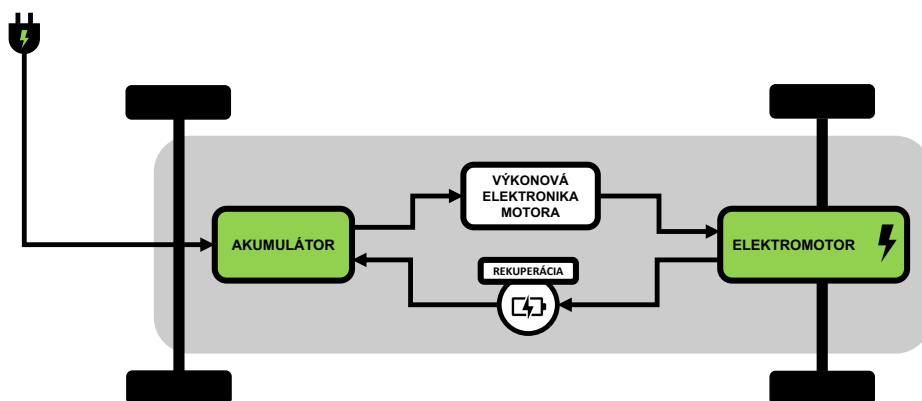 VÝKONOVÁ
ELEKTRONIKA
MOTORA
AKUMULÁTOR
ELEKTROMOTOR
REKUPERÁCIA